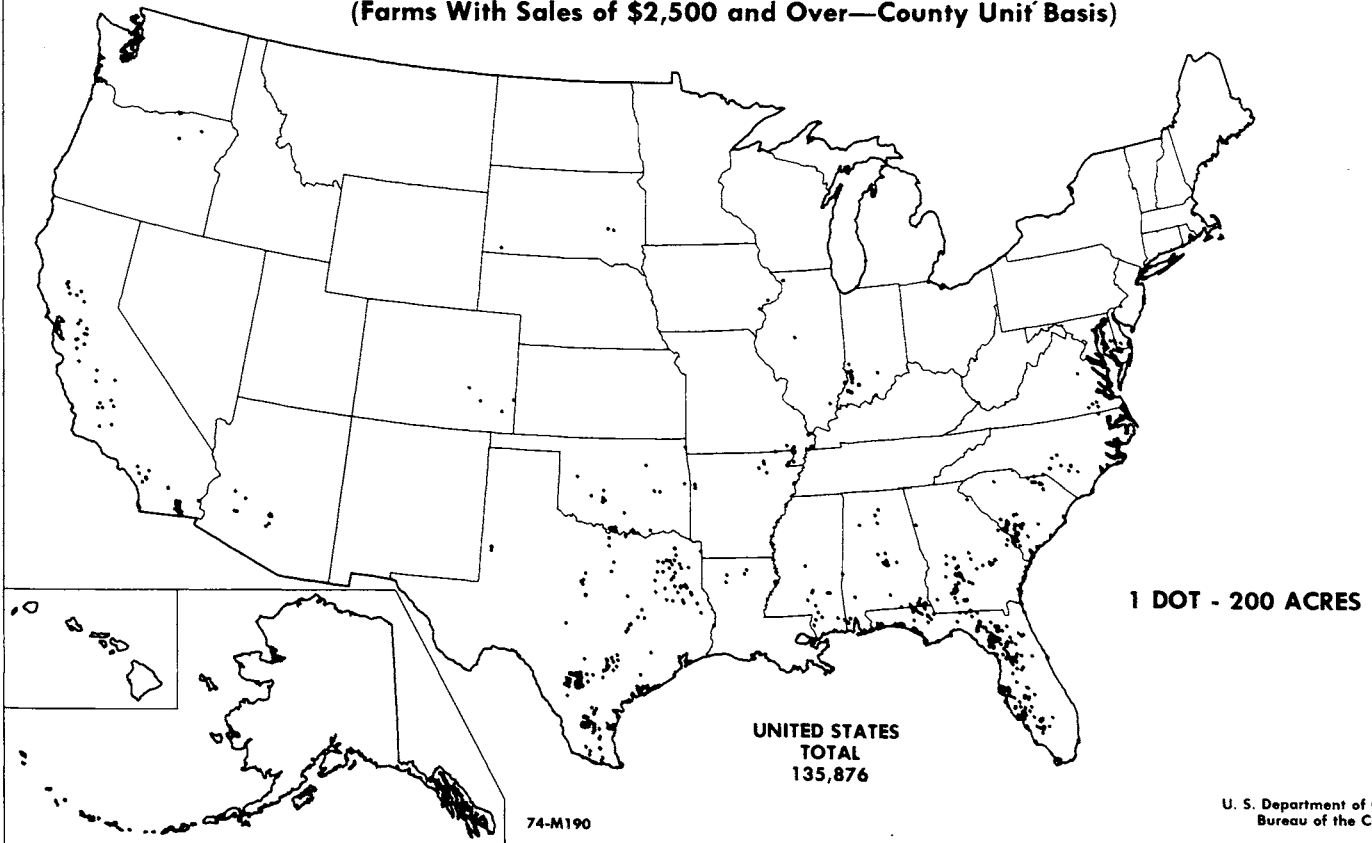 (Farms With Sales of $2,500 and Over—County Unit Basis)
1 DOT - 200 ACRES
UNITED STATES
TOTAL
135,876
74-M190
U. S. Department of
Bureau of the